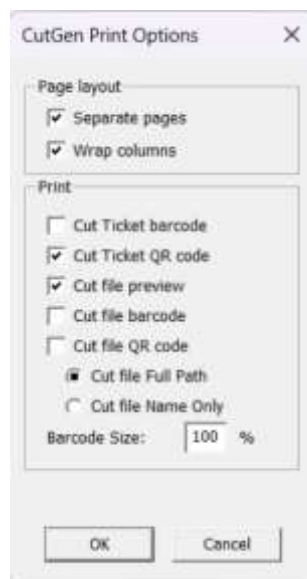 CutGen Print Options
Page layout
Separate pages
Wrap columns
Print
Cut Ticket barcode
Cut Ticket QR code
Cut file preview
Cut file barcode
Cut file QR code
Cut file Full Path
Cut file Name Only
Barcode Size: 100 %
OK Cancel